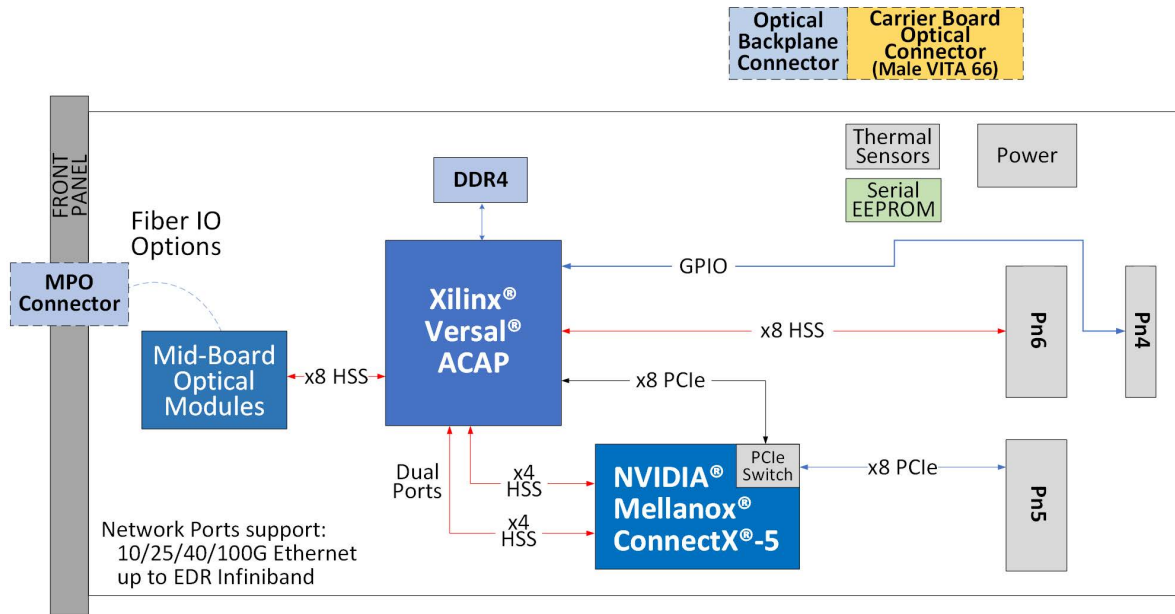 Optical
Backplane
Connector
Carrier Board
Optical
Connector
(Male VITA 66)
FRONT
PANEL
Thermal
Sensors
Power
Serial
EEPROM
DDR4
Fiber IO
Options
MPO
Connector
Xilinx®
Versal®
ACAP
GPIO
Pn6
Pn4
x8 HSS
Mid-Board
Optical
Modules
x8 HSS
x8 PCIe
Dual
Ports
x4
HSS
x4
HSS
NVIDIA®
Mellanox®
ConnectX®-5
PCIe
Switch
x8 PCIe
Pn5
Network Ports support:
10/25/40/100G Ethernet
up to EDR Infiniband